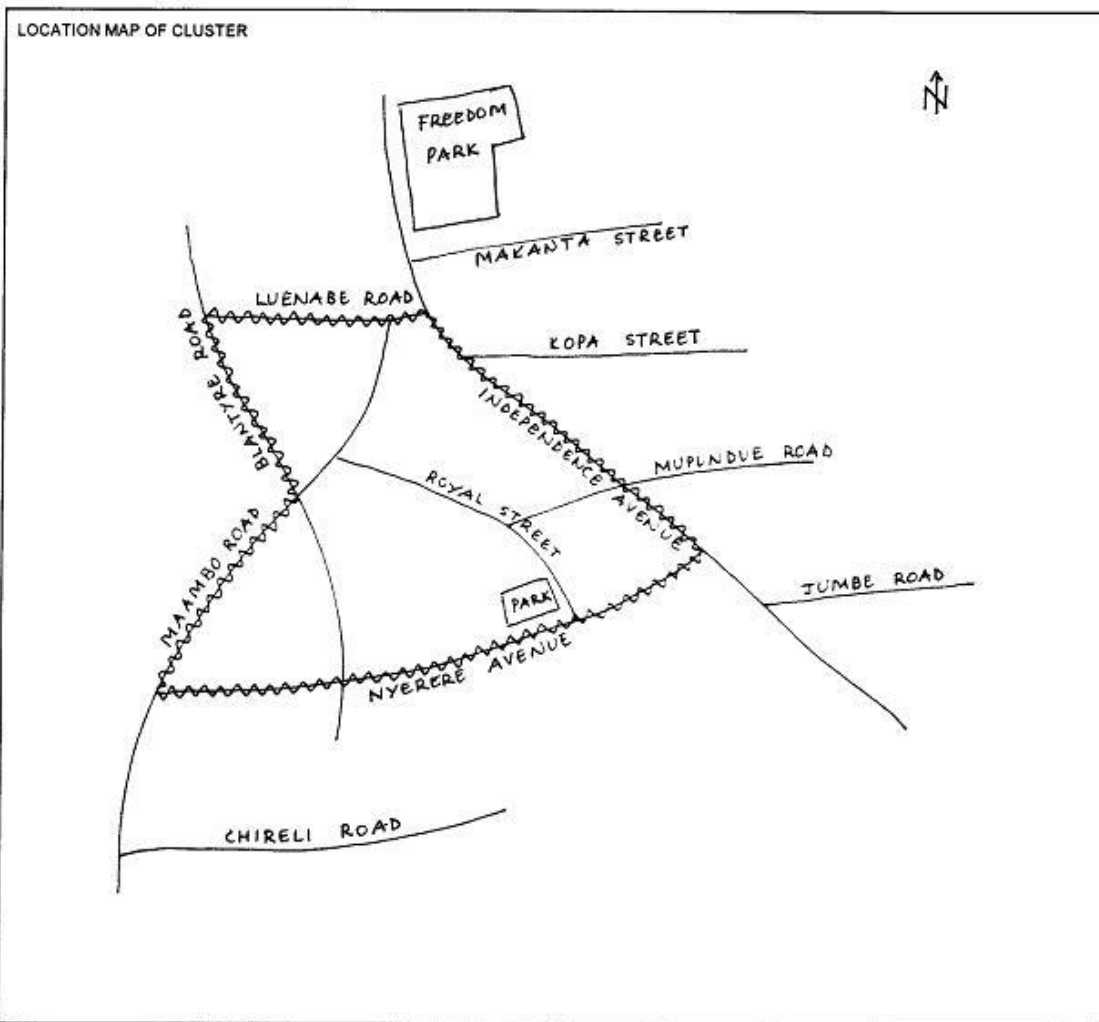 LOCATION MAP OF CLUSTER
N
FREEDOM
PARK
MAKANTA STREET
LUENABE ROAD
KOPA STREET
BLANTYRE ROAD
INDEPENDENCE AVENUE
MUPUNDUE ROAD
ROYAL STREET
MAAMBO ROAD
JUMBE ROAD
PARK
NYERERE AVENUE
CHIRELI ROAD